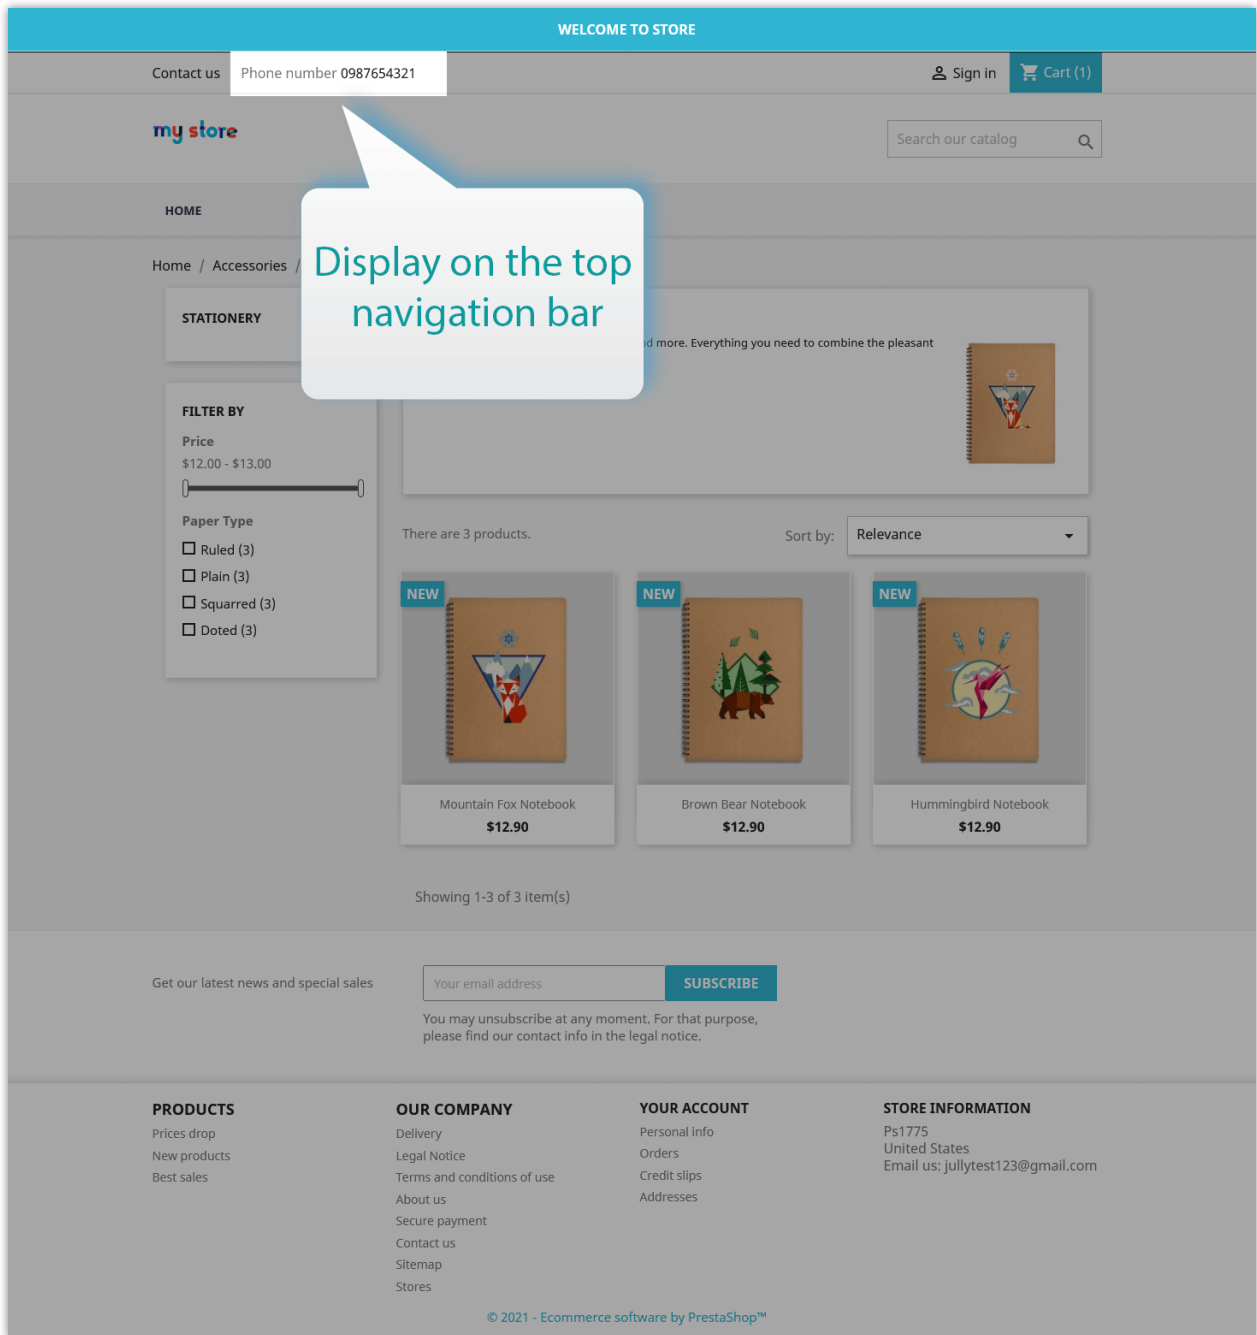 WELCOME TO STORE
Contact us Phone number 0987654321 Sign in Cart (1)
my store
Search our catalog
HOME
Home / Accessories /
Display on the top
navigation bar
STATIONERY
more. Everything you need to combine the pleasant
FILTER BY
Price
$12.00 - $13.00
Paper Type
Ruled (3)
Plain (3)
Squarred (3)
Doted (3)
There are 3 products.
Sort by: Relevance
NEW NEW NEW
Mountain Fox Notebook Brown Bear Notebook Hummingbird Notebook
$12.90 $12.90 $12.90
Showing 1-3 of 3 item(s)
Get our latest news and special sales
Your email address SUBSCRIBE
You may unsubscribe at any moment. For that purpose,
please find our contact info in the legal notice.
PRODUCTS
Prices drop
New products
Best sales
OUR COMPANY
Delivery
Legal Notice
Terms and conditions of use
About us
Secure payment
Contact us
Sitemap
Stores
YOUR ACCOUNT
Personal info
Orders
Credit slips
Addresses
STORE INFORMATION
Ps1775
United States
Email us: jullytest123@gmail.com
© 2021 - Ecommerce software by PrestaShop™